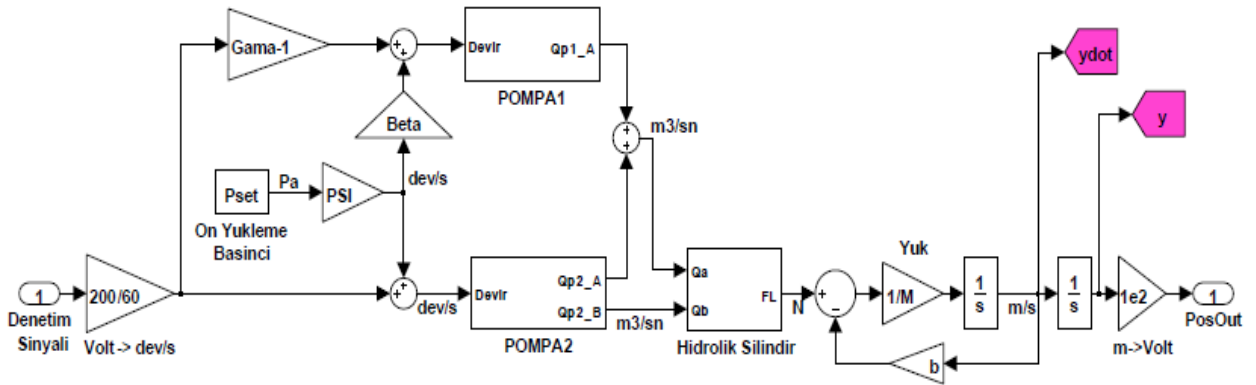 Gama-1
+
+
Devir
Qp1_A
POMPA1
ydot
y
Beta
+
+
m3/sn
Pset
Pa
PSI
dev/s
On Yukleme
Basinci
1
Denetim
Sinyali
200/60
Volt -> dev/s
+
+
dev/s
Devir
Qp2_A
Qp2_B
POMPA2
m3/sn
Qa
Qb
FL
Hidrolik Silindir
N
+
−
Yuk
1/M
1
s
m/s
1
s
1e2
m->Volt
1
PosOut
b